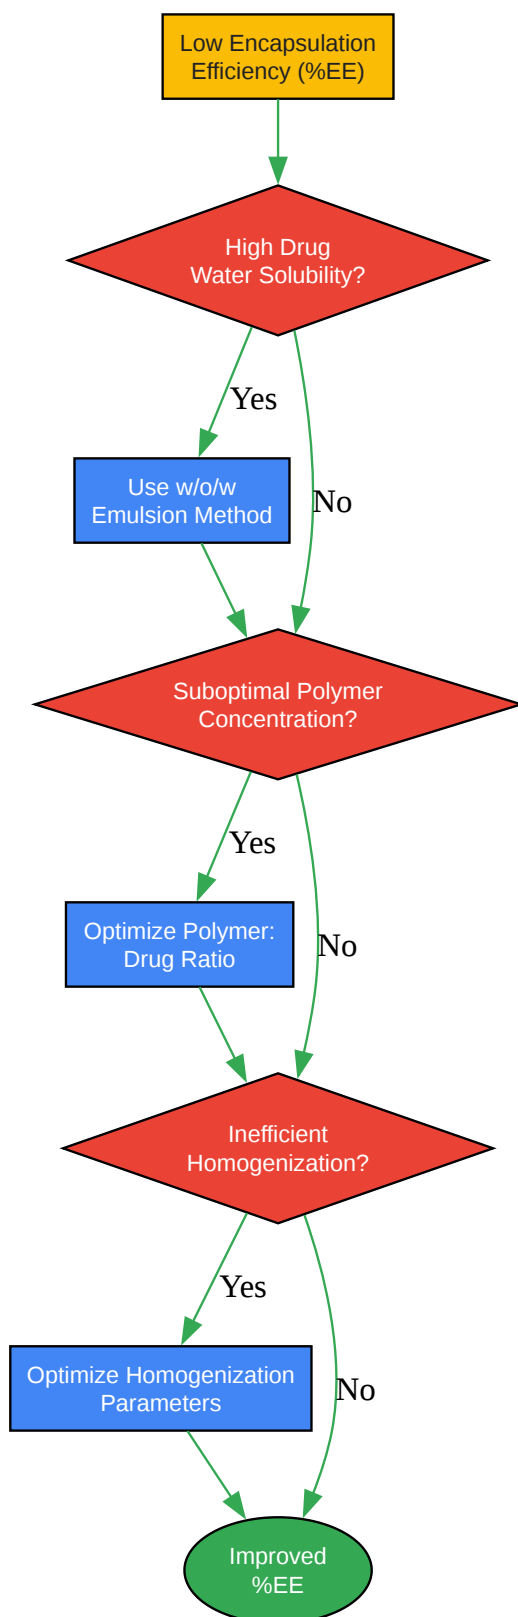 Low Encapsulation
Efficiency (%EE)
High Drug
Water Solubility?
Yes
Use w/o/w
Emulsion Method
No
Suboptimal Polymer
Concentration?
Yes
Optimize Polymer:
Drug Ratio
No
Inefficient
Homogenization?
Yes
Optimize Homogenization
Parameters
No
Improved
%EE